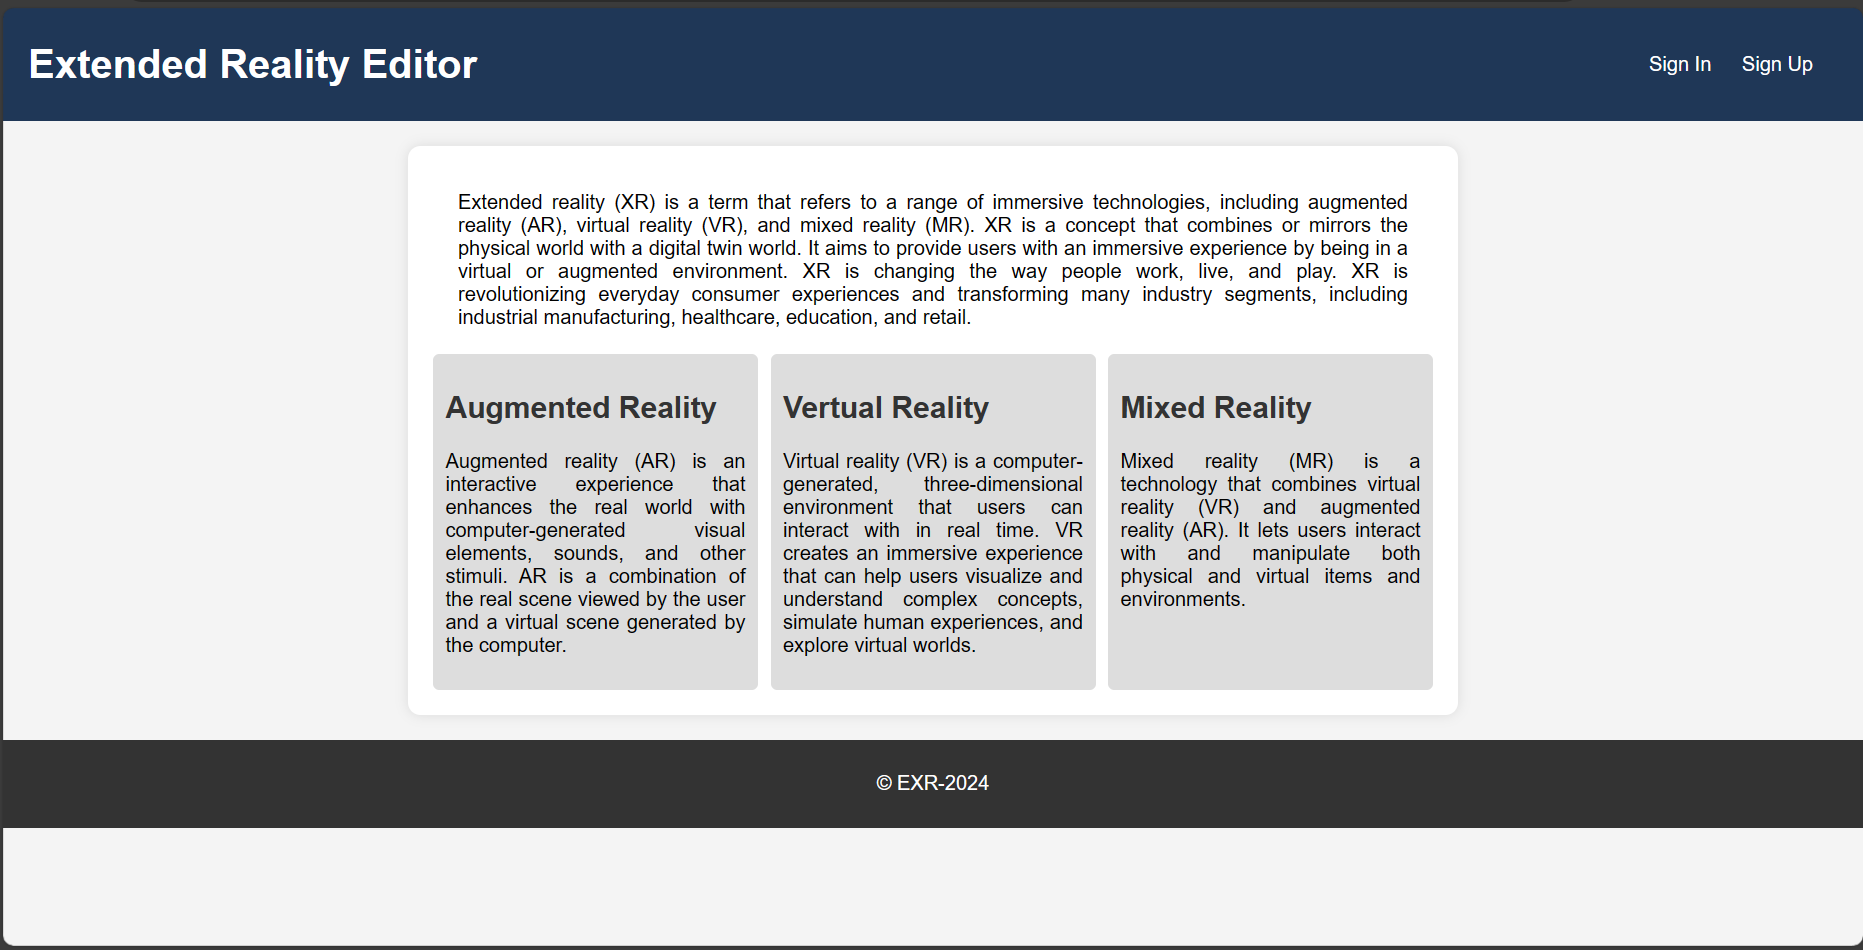 Extended Reality Editor
Sign In Sign Up
Extended reality (XR) is a term that refers to a range of immersive technologies, including augmented
reality (AR), virtual reality (VR), and mixed reality (MR). XR is a concept that combines or mirrors the
physical world with a digital twin world. It aims to provide users with an immersive experience by being in a
virtual or augmented environment. XR is changing the way people work, live, and play. XR is
revolutionizing everyday consumer experiences and transforming many industry segments, including
industrial manufacturing, healthcare, education, and retail.
Augmented Reality
Augmented reality (AR) is an
interactive experience that
enhances the real world with
computer-generated visual
elements, sounds, and other
stimuli. AR is a combination of
the real scene viewed by the user
and a virtual scene generated by
the computer.
Vertual Reality
Virtual reality (VR) is a computer-
generated, three-dimensional
environment that users can
interact with in real time. VR
creates an immersive experience
that can help users visualize and
understand complex concepts,
simulate human experiences, and
explore virtual worlds.
Mixed Reality
Mixed reality (MR) is a
technology that combines virtual
reality (VR) and augmented
reality (AR). It lets users interact
with and manipulate both
physical and virtual items and
environments.
© EXR-2024